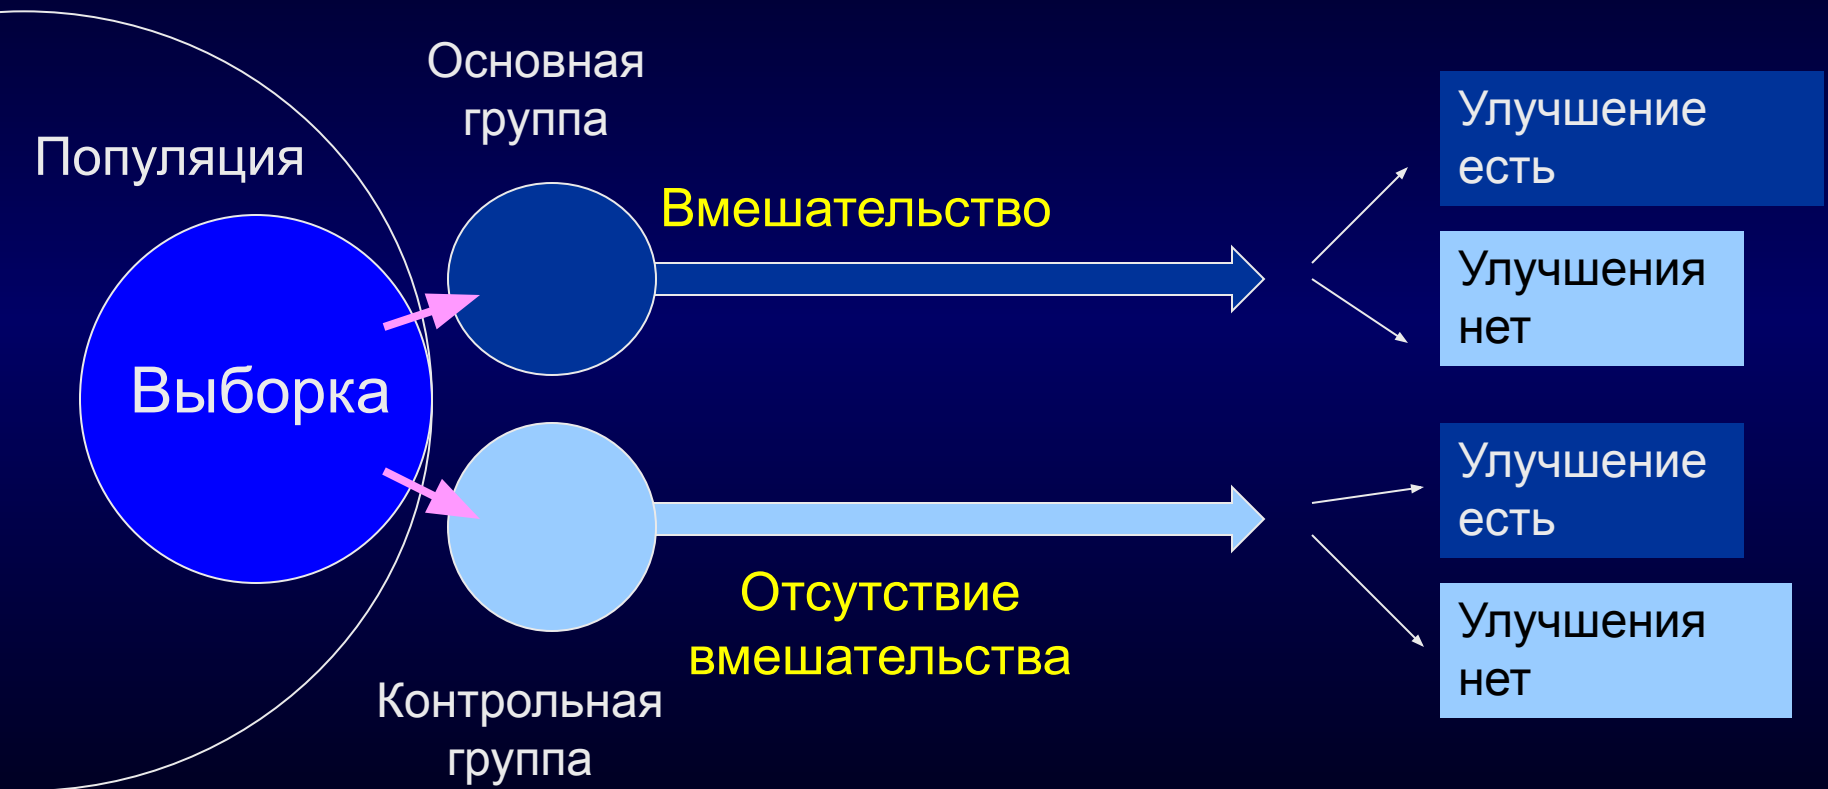 Основная
группа
Популяция
Выборка
Вмешательство
Улучшение
есть
Улучшения
нет
Контрольная
группа
Отсутствие
вмешательства
Улучшение
есть
Улучшения
нет